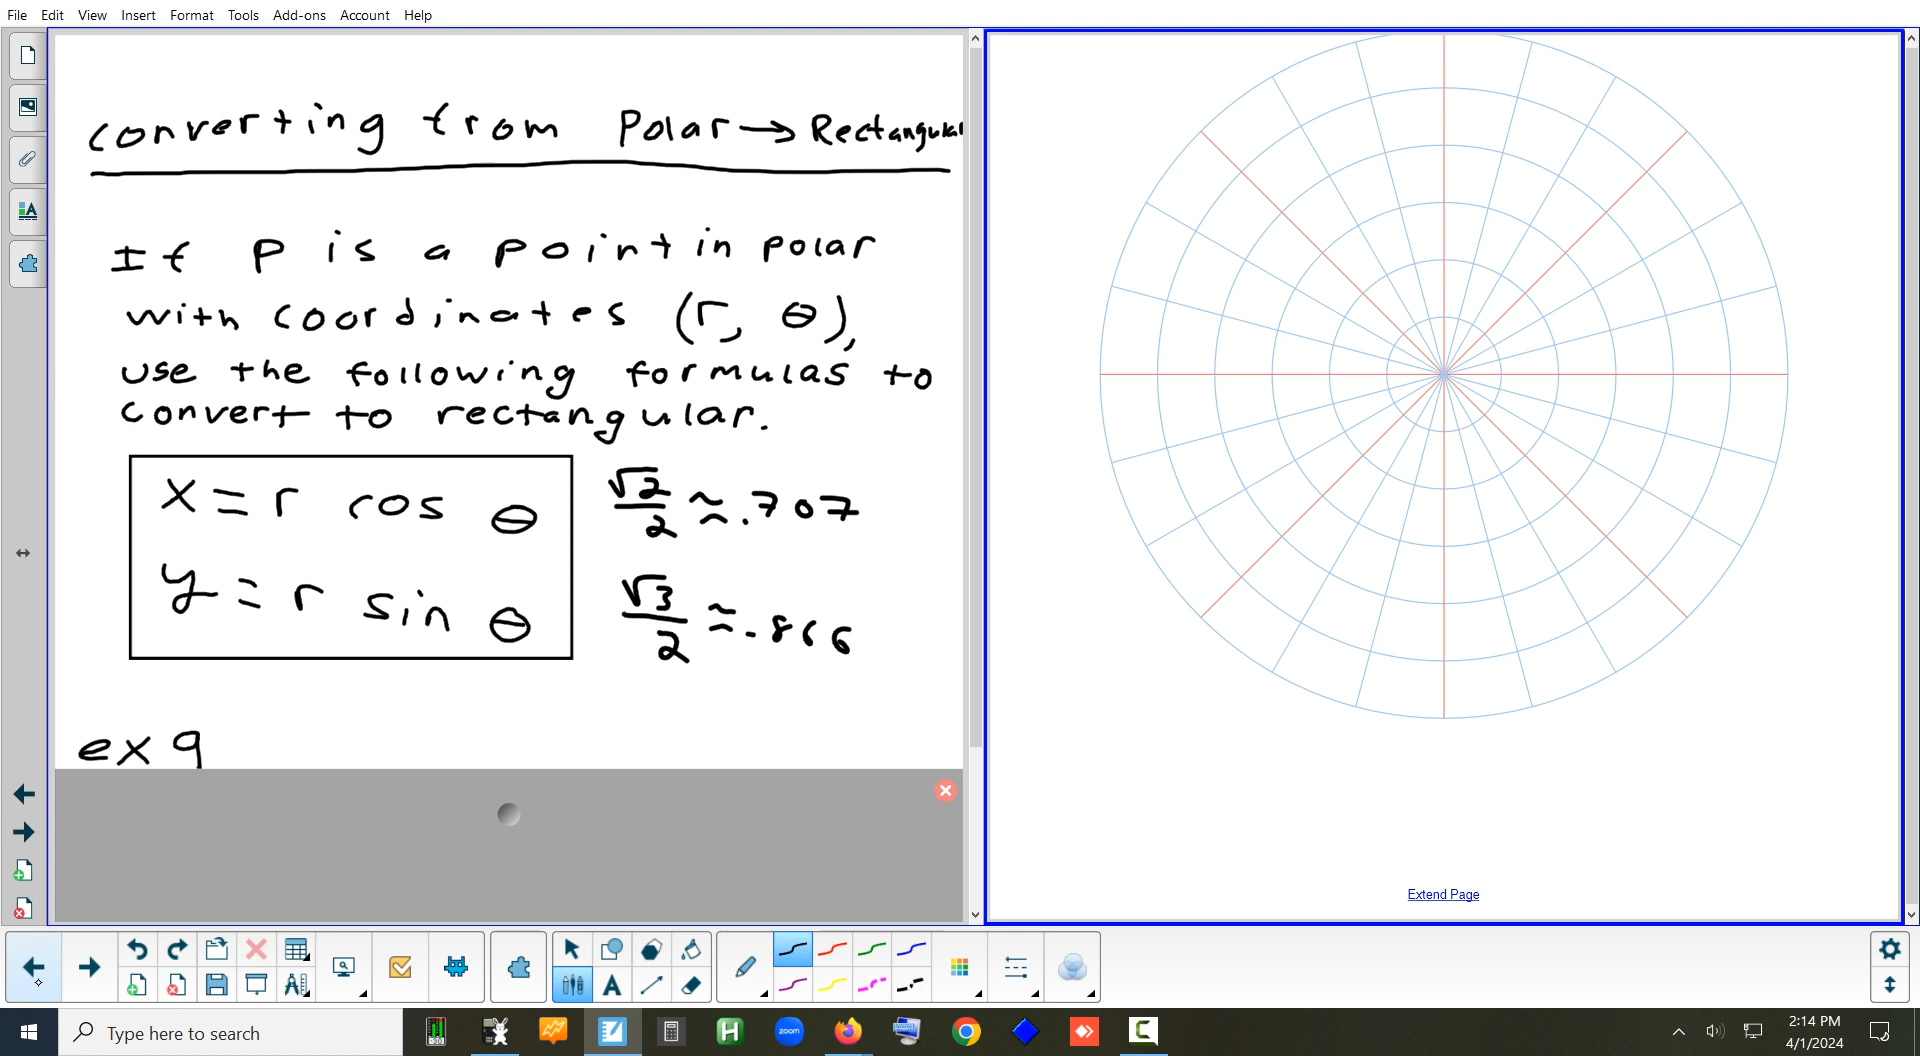 File Edit View Insert Format Tools Add-ons Account Help
converting from Polar → Rectangular
If P is a point in polar
with coordinates (r, θ),
use the following formulas to
convert to rectangular.
x = r cos θ
y = r sin θ
√2/2 ≈ .707
√3/2 ≈ .866
ex 9
Extend Page
Type here to search
zoom
2:14 PM
4/1/2024